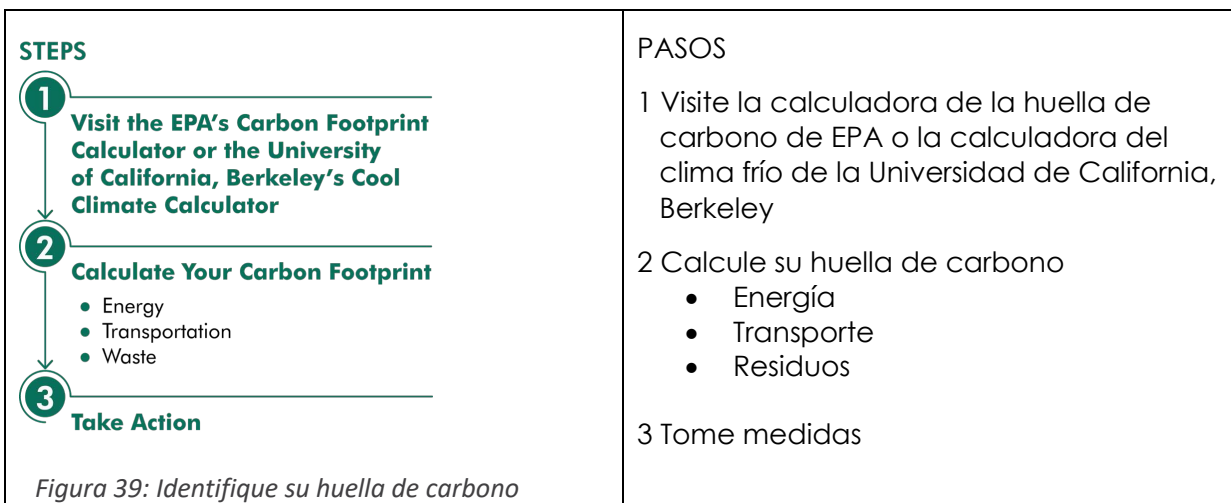 STEPS
1
Visit the EPA's Carbon Footprint
Calculator or the University
of California, Berkeley's Cool
Climate Calculator
2
Calculate Your Carbon Footprint
• Energy
• Transportation
• Waste
3
Take Action
Figura 39: Identifique su huella de carbono
PASOS
1 Visite la calculadora de la huella de
carbono de EPA o la calculadora del
clima frío de la Universidad de California,
Berkeley
2 Calcule su huella de carbono
• Energía
• Transporte
• Residuos
3 Tome medidas